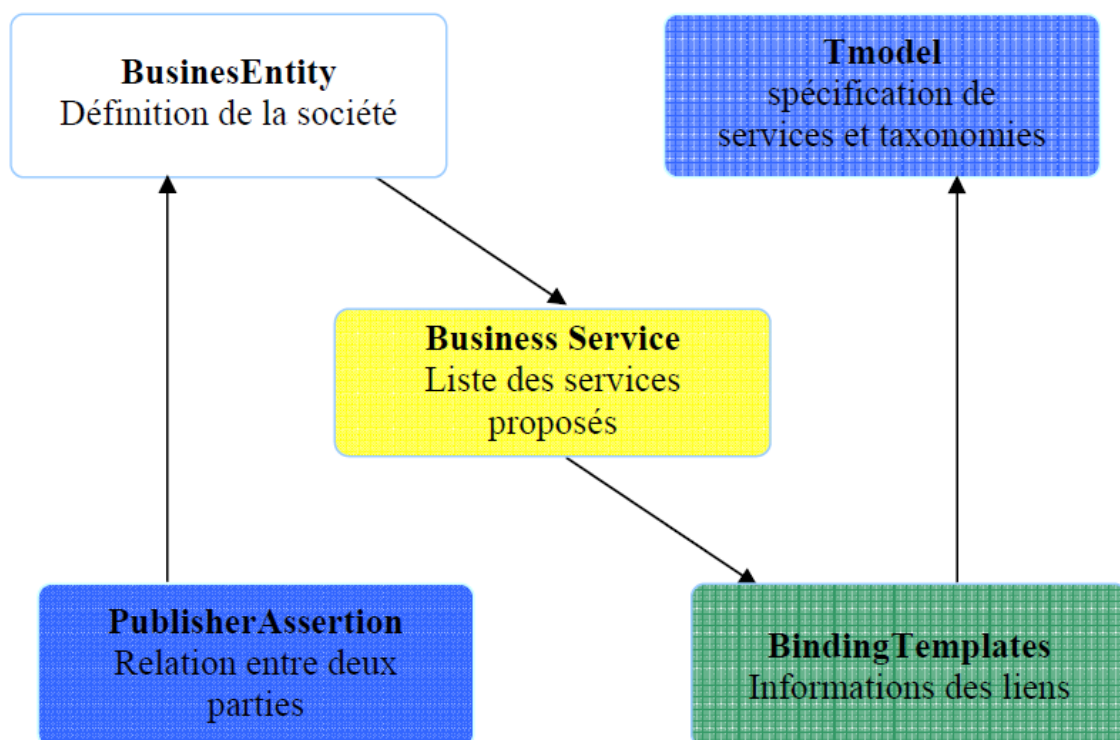 BusinesEntity
Définition de la société
Tmodel
spécification de
services et taxonomies
Business Service
Liste des services
proposés
PublisherAssertion
Relation entre deux
parties
BindingTemplates
Informations des liens